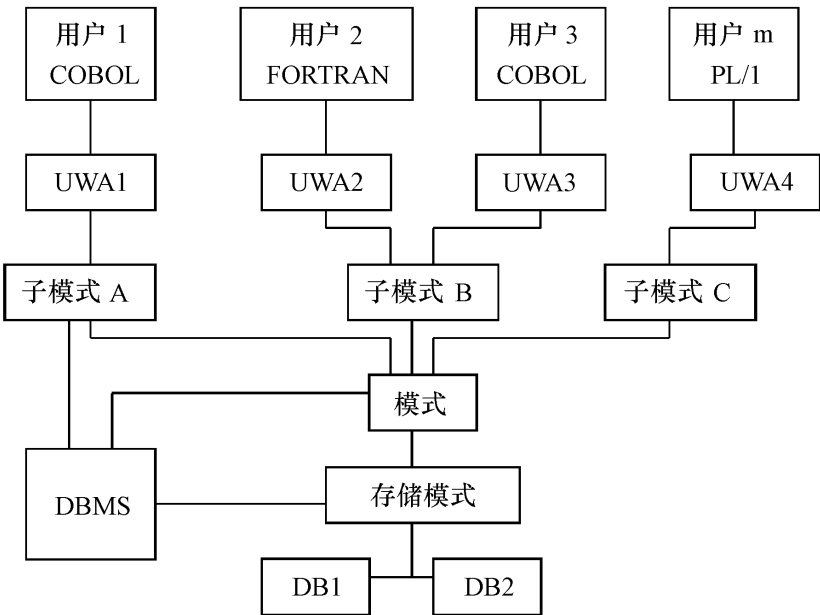 用户 1
COBOL
用户 2
FORTRAN
用户 3
COBOL
用户 m
PL/1
UWA1
UWA2
UWA3
UWA4
子模式 A
子模式 B
子模式 C
模式
DBMS
存储模式
DB1
DB2